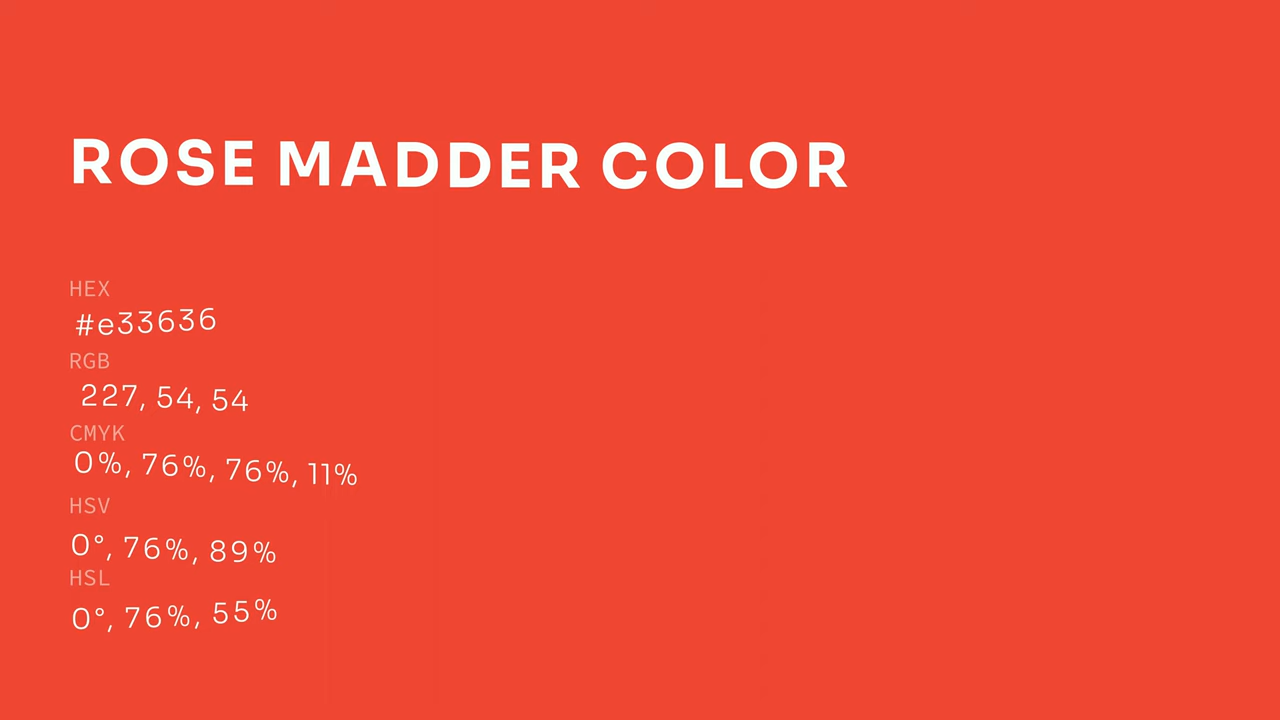 ROSE MADDER COLOR
HEX
#e33636
RGB
227, 54, 54
CMYK
0%, 76%, 76%, 11%
HSV
0°, 76%, 89%
HSL
0°, 76%, 55%